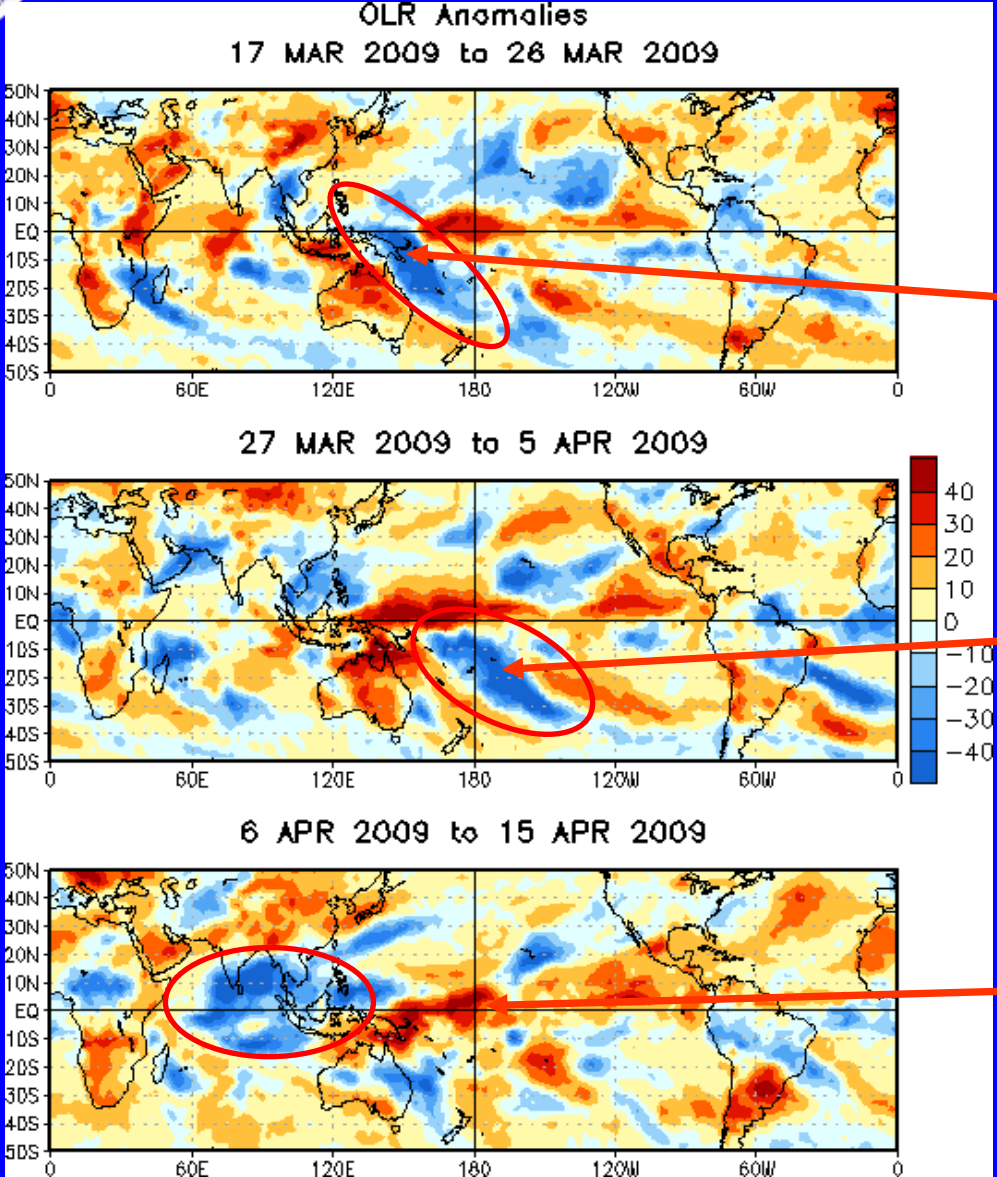 OLR Anomalies
17 MAR 2009 to 26 MAR 2009
50N
40N
30N
20N
10N
EQ
10S
20S
30S
40S
50S
0 60E 120E 180 120W 60W 0
27 MAR 2009 to 5 APR 2009
50N
40N
30N
20N
10N
EQ
10S
20S
30S
40S
50S
0 60E 120E 180 120W 60W 0
40
30
20
10
0
−10
−20
−30
−40
6 APR 2009 to 15 APR 2009
50N
40N
30N
20N
10N
EQ
10S
20S
30S
40S
50S
0 60E 120E 180 120W 60W 0